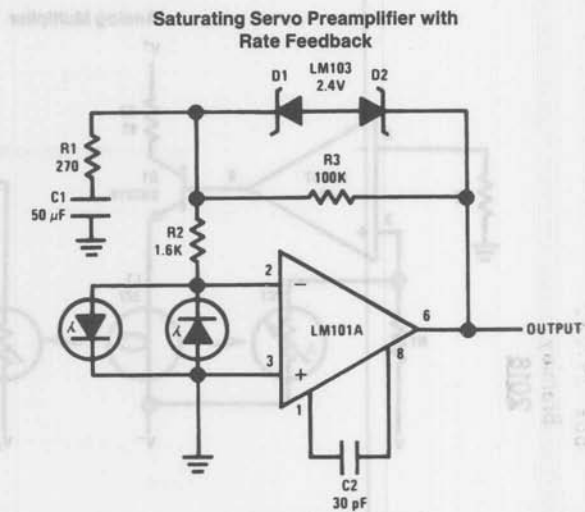 Saturating Servo Preamplifier with
Rate Feedback
D1
LM103
2.4V
D2
R1
270
C1
50 μF
R3
100K
R2
1.6K
2
−
LM101A
6
OUTPUT
3
+
8
1
C2
30 pF